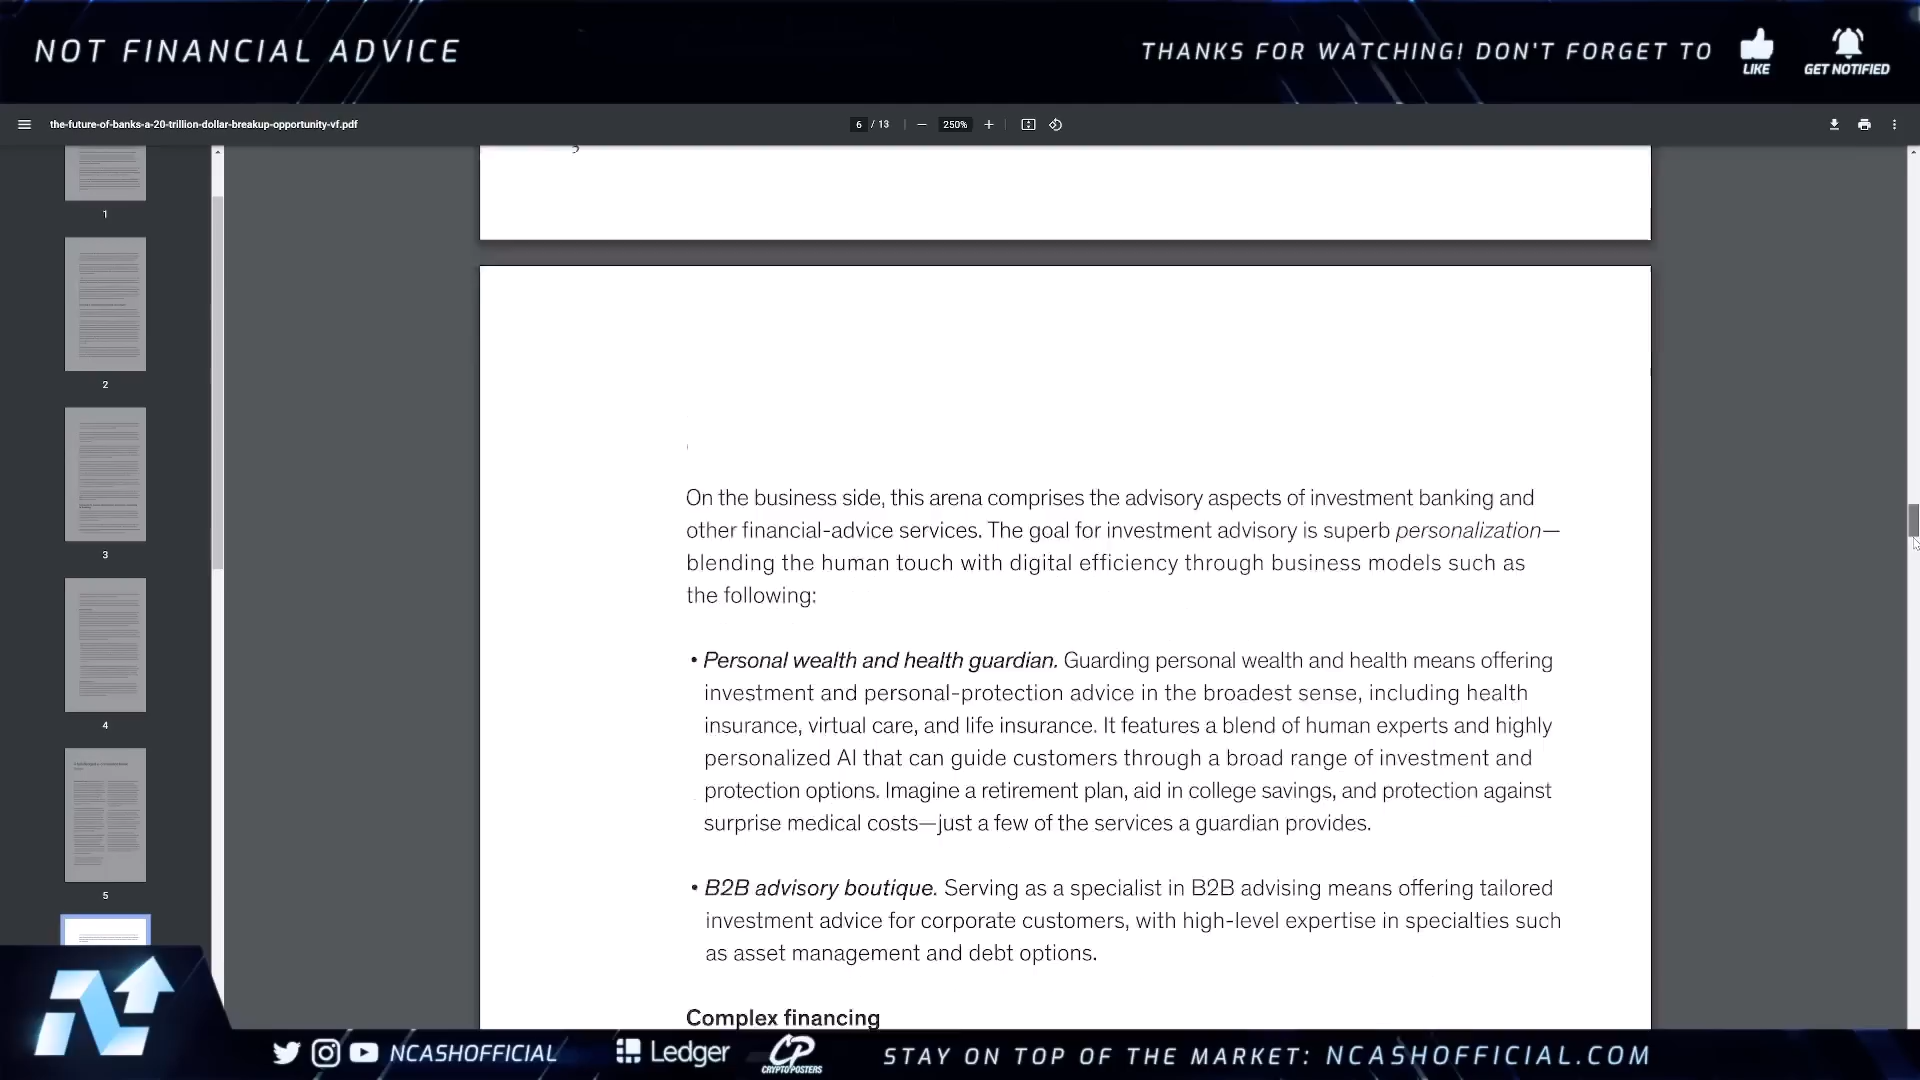 NOT FINANCIAL ADVICE
THANKS FOR WATCHING! DON'T FORGET TO
LIKE
GET NOTIFIED
the-future-of-banks-a-20-trillion-dollar-breakup-opportunity-vf.pdf
6 / 13
250%
1
2
3
4
5
On the business side, this arena comprises the advisory aspects of investment banking and
other financial-advice services. The goal for investment advisory is superb personalization—
blending the human touch with digital efficiency through business models such as
the following:
• Personal wealth and health guardian. Guarding personal wealth and health means offering
investment and personal-protection advice in the broadest sense, including health
insurance, virtual care, and life insurance. It features a blend of human experts and highly
personalized AI that can guide customers through a broad range of investment and
protection options. Imagine a retirement plan, aid in college savings, and protection against
surprise medical costs—just a few of the services a guardian provides.
• B2B advisory boutique. Serving as a specialist in B2B advising means offering tailored
investment advice for corporate customers, with high-level expertise in specialties such
as asset management and debt options.
Complex financing
NCASHOFFICIAL
Ledger
CP
CRYPTOPOSTERS
STAY ON TOP OF THE MARKET: NCASHOFFICIAL.COM